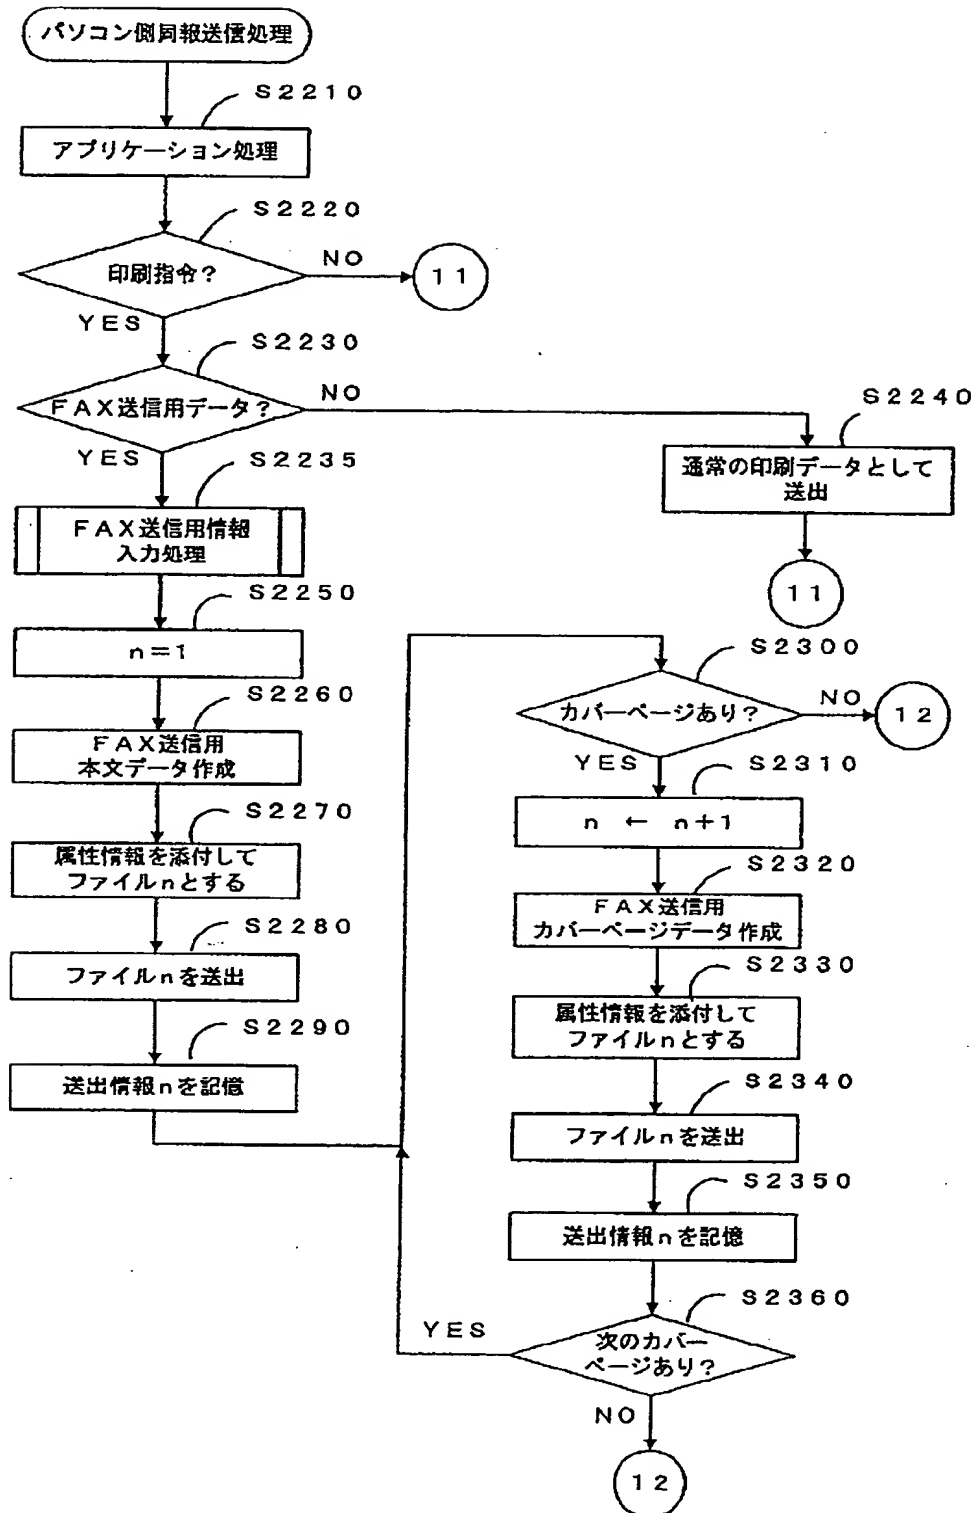 パソコン側同報送信処理
S2210
アプリケーション処理
S2220
印刷指令?
NO
11
YES
S2230
FAX送信用データ?
NO
S2240
通常の印刷データとして
送出
11
YES
S2235
FAX送信用情報
入力処理
S2250
n=1
S2260
FAX送信用
本文データ作成
S2270
属性情報を添付して
ファイルnとする
S2280
ファイルnを送出
S2290
送出情報nを記憶
S2300
カバーページあり?
NO
12
YES
S2310
n ← n+1
S2320
FAX送信用
カバーページデータ作成
S2330
属性情報を添付して
ファイルnとする
S2340
ファイルnを送出
S2350
送出情報nを記憶
S2360
次のカバー
ページあり?
YES
NO
12